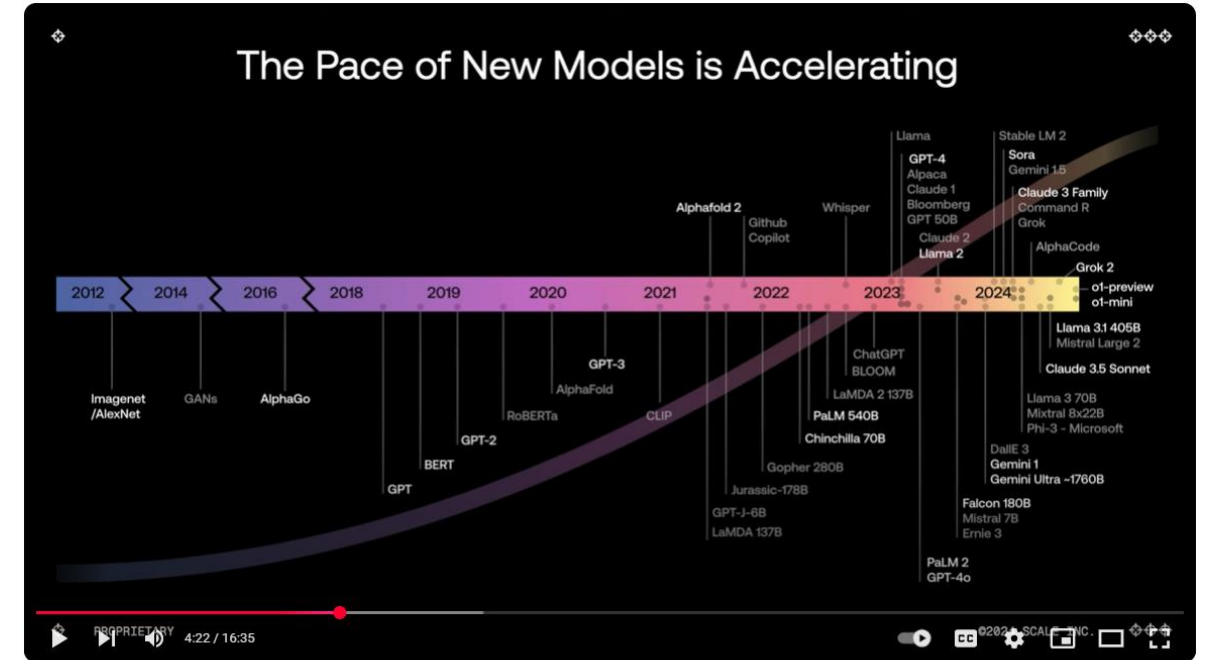 The Pace of New Models is Accelerating
Llama
GPT-4
Alpaca
Claude 1
Bloomberg
GPT 50B
Stable LM 2
Sora
Gemini 1.5
Claude 3 Family
Command R
Grok
Alphafold 2
Github
Copilot
Whisper
Claude 2
Llama 2
AlphaCode
Grok 2
2012
2014
2016
2018
2019
2020
2021
2022
2023
2024
o1-preview
o1-mini
Imagenet
/AlexNet
GANs
AlphaGo
GPT
BERT
GPT-2
RoBERTa
AlphaFold
GPT-3
CLIP
GPT-J-6B
LaMDA 137B
Jurassic-178B
Gopher 280B
Chinchilla 70B
PaLM 540B
LaMDA 2 137B
ChatGPT
BLOOM
PaLM 2
GPT-4o
Falcon 180B
Mistral 7B
Ernie 3
DallE 3
Gemini 1
Gemini Ultra ~1760B
Llama 3 70B
Mixtral 8x22B
Phi-3 - Microsoft
Claude 3.5 Sonnet
Llama 3.1 405B
Mistral Large 2
PROPRIETARY
4:22 / 16:35
CC
©2024 SCALE INC.